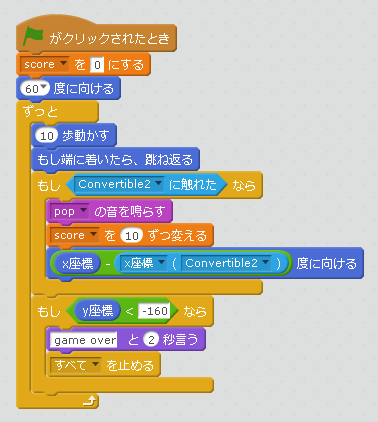 がクリックされたとき
score を 0 にする
60 度に向ける
ずっと
10 歩動かす
もし端に着いたら、跳ね返る
もし Convertible2 に触れた なら
pop の音を鳴らす
score を 10 ずつ変える
x座標 - x座標 ( Convertible2 ) 度に向ける
もし y座標 < -160 なら
game over と 2 秒言う
すべて を止める